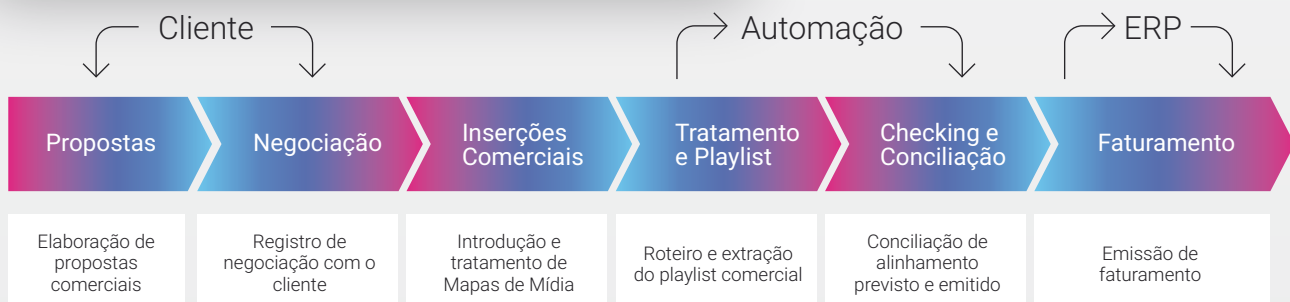 Cliente
Automação
ERP
Propostas
Negociação
Inserções
Comerciais
Tratamento
e Playlist
Checking e
Conciliação
Faturamento
Elaboração de
propostas
comerciais
Registro de
negociação com o
cliente
Introdução e
tratamento de
Mapas de Mídia
Roteiro e extração
do playlist comercial
Conciliação de
alinhamento
previsto e emitido
Emissão de
faturamento